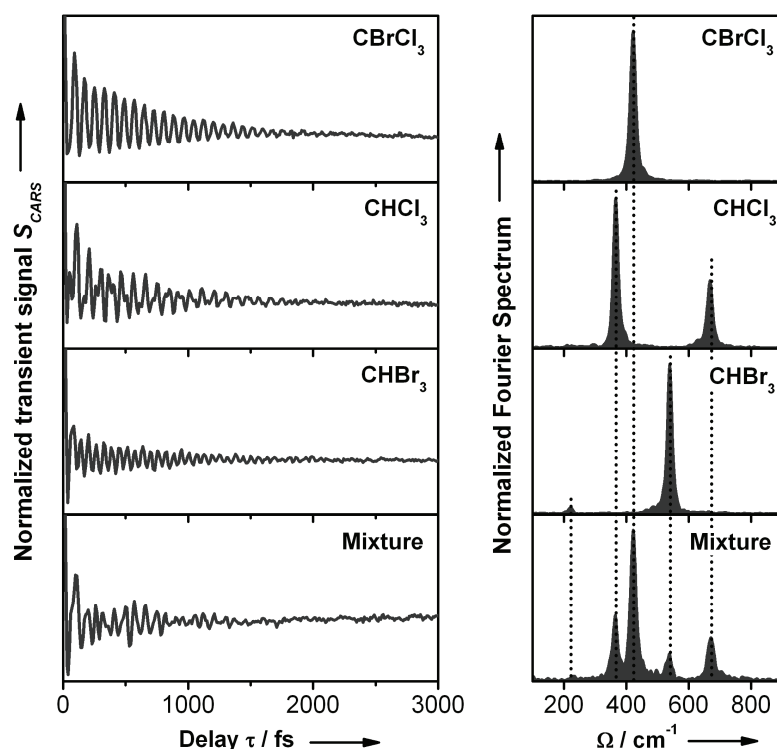 Normalized transient signal S_CARS
CBrCl₃
CHCl₃
CHBr₃
Mixture
0 1000 2000 3000
Delay τ / fs
Normalized Fourier Spectrum
CBrCl₃
CHCl₃
CHBr₃
Mixture
200 400 600 800
Ω / cm⁻¹